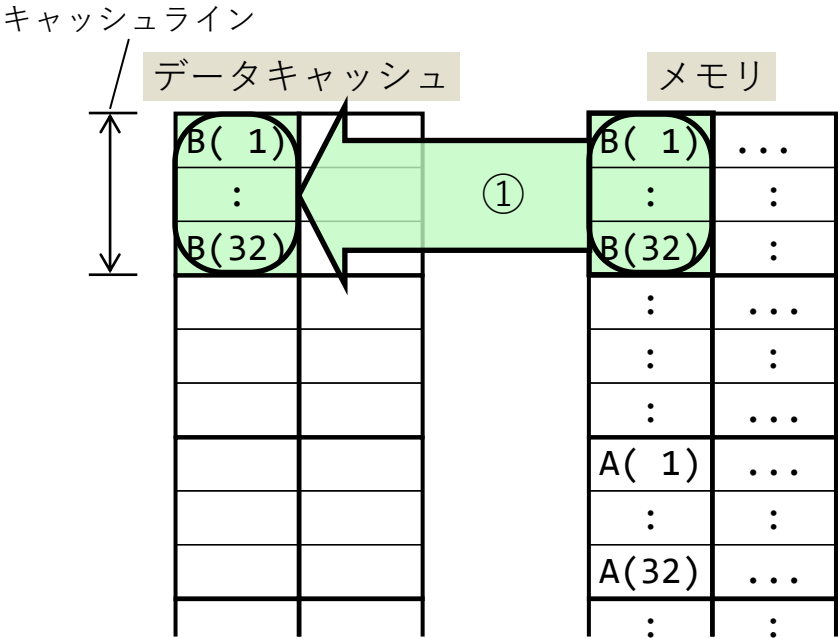 キャッシュライン
データキャッシュ
メモリ
B( 1)
:
B(32)
①
B( 1) ...
: :
B(32) :
: ...
: :
: ...
A( 1) ...
: :
A(32) ...
: :